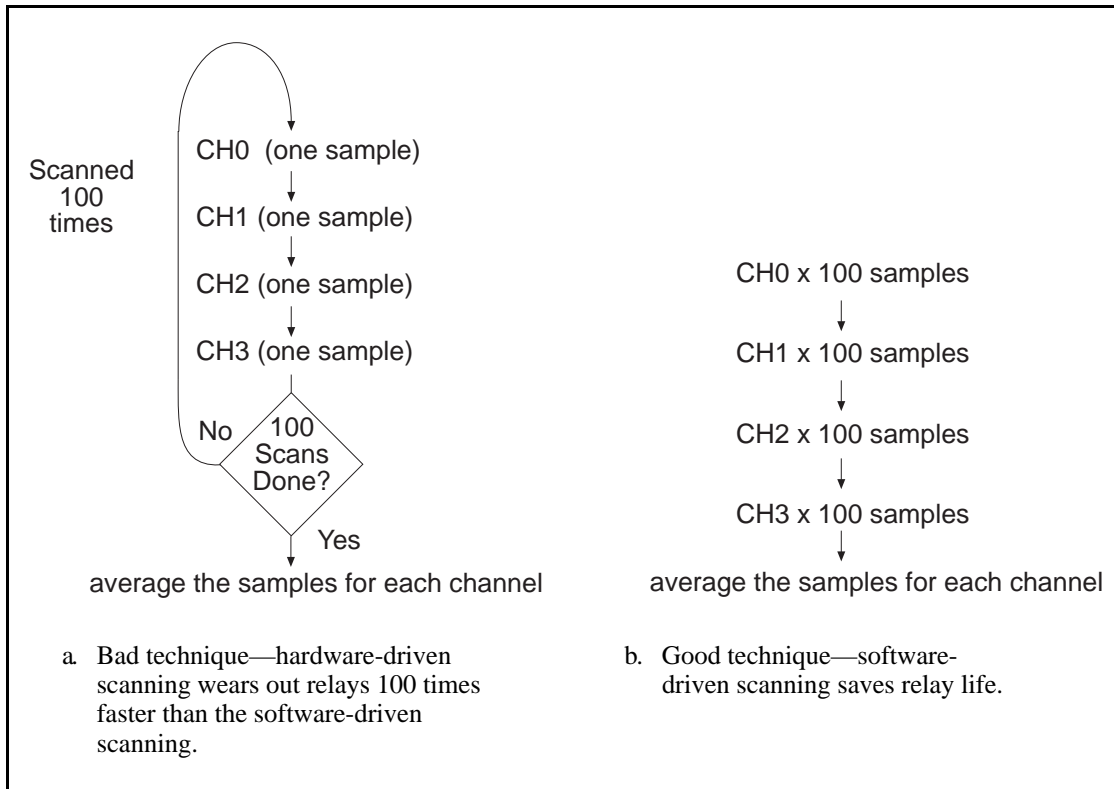 Scanned
100
times
CH0 (one sample)
CH1 (one sample)
CH2 (one sample)
CH3 (one sample)
No
100
Scans
Done?
Yes
average the samples for each channel
a. Bad technique—hardware-driven
scanning wears out relays 100 times
faster than the software-driven
scanning.
CH0 x 100 samples
CH1 x 100 samples
CH2 x 100 samples
CH3 x 100 samples
average the samples for each channel
b. Good technique—software-
driven scanning saves relay life.